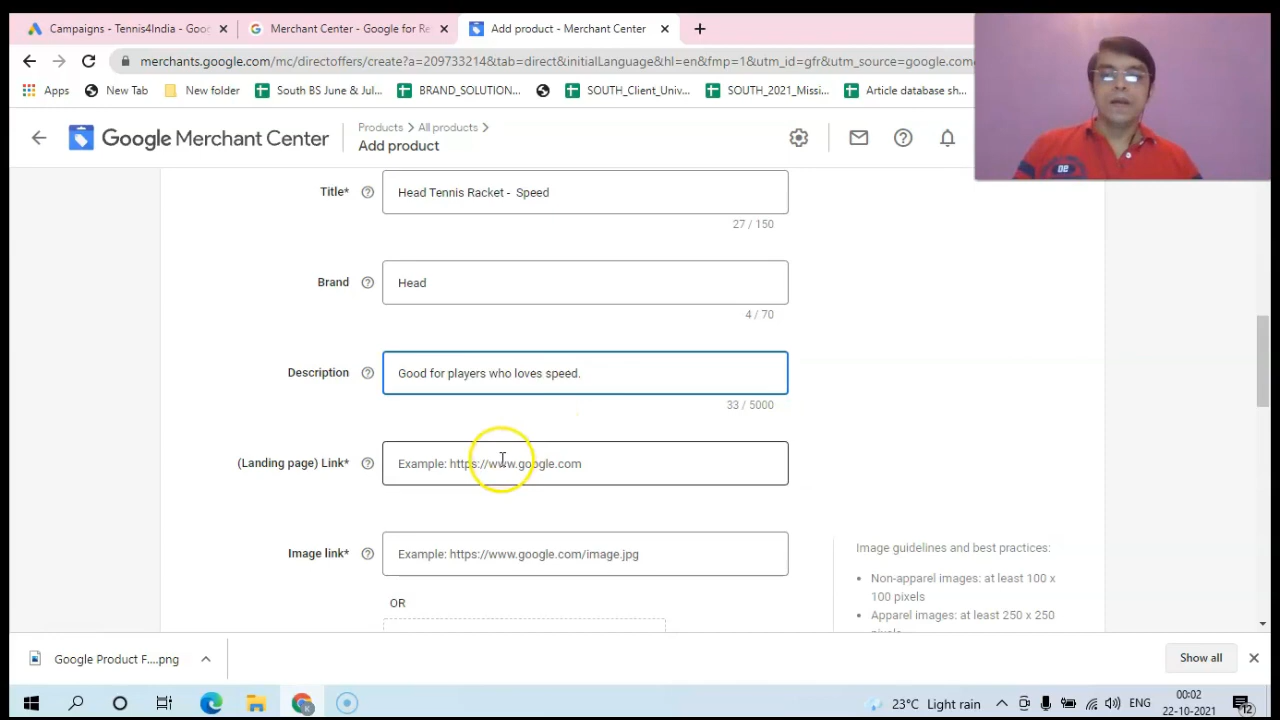 Campaigns - Tennis4India - Goo
Merchant Center - Google for Re
Add product - Merchant Center
merchants.google.com/mc/directoffers/create?a=209733214&tab=direct&initialLanguage&hl=en&fmp=1&utm_id=gfr&utm_source=google.com
Apps
New Tab
New folder
South BS June & Jul...
BRAND_SOLUTION...
SOUTH_Client_Univ...
SOUTH_2021_Missi...
Article database sh
Google Merchant Center
Products > All products >
Add product
Title*
Head Tennis Racket -  Speed
27 / 150
Brand
Head
4 / 70
Description
Good for players who loves speed.
33 / 5000
(Landing page) Link*
Example: https://www.google.com
Image link*
Example: https://www.google.com/image.jpg
OR
Image guidelines and best practices:
• Non-apparel images: at least 100 x
100 pixels
• Apparel images: at least 250 x 250
pixels
Google Product F....png
Show all
23°C Light rain
ENG
00:02
22-10-2021
12